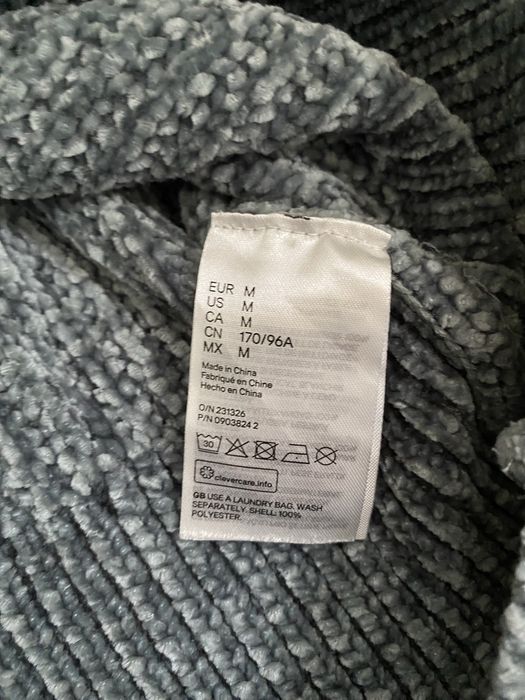 EUR M
US M
CA M
CN 170/96A
MX M
Made in China
Fabriqué en Chine
Hecho en China
O/N 231326
P/N 0903824 2
30
clevercare.info
GB USE A LAUNDRY BAG. WASH
SEPARATELY. SHELL: 100%
POLYESTER.